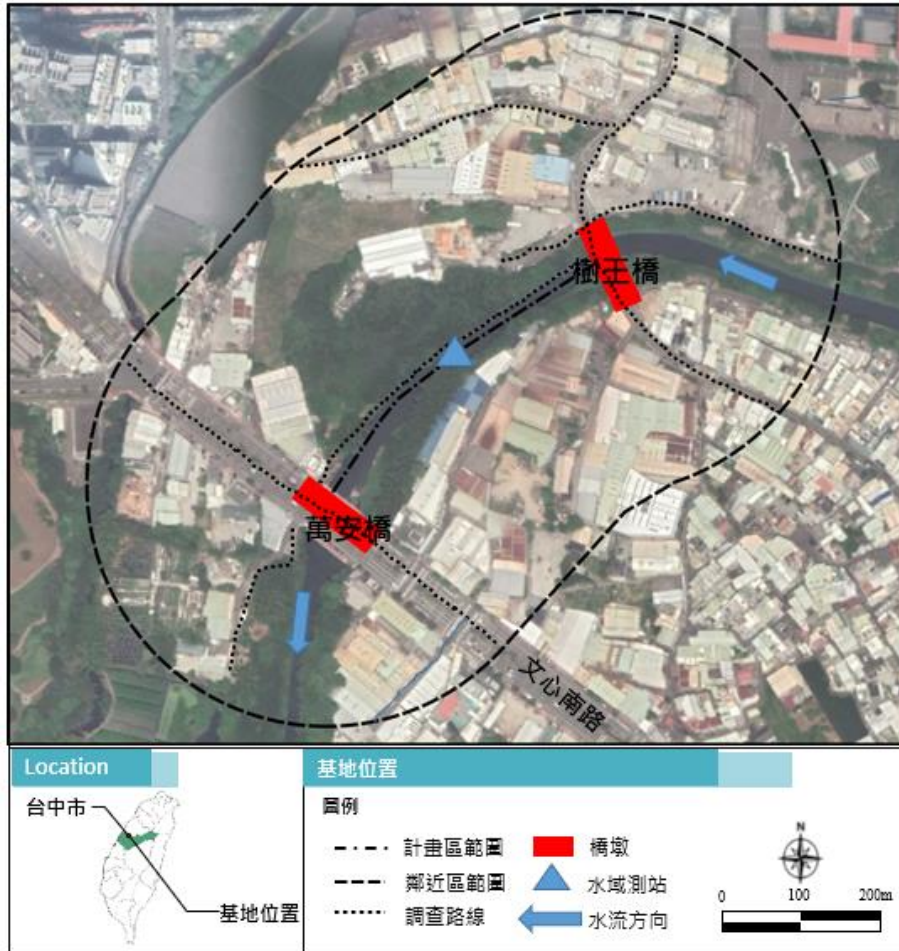 樹王橋
萬安橋
文心南路
Location
台中市
基地位置
基地位置
圖例
計畫區範圍
橋墩
鄰近區範圍
水域測站
調查路線
水流方向
N
0 100 200m